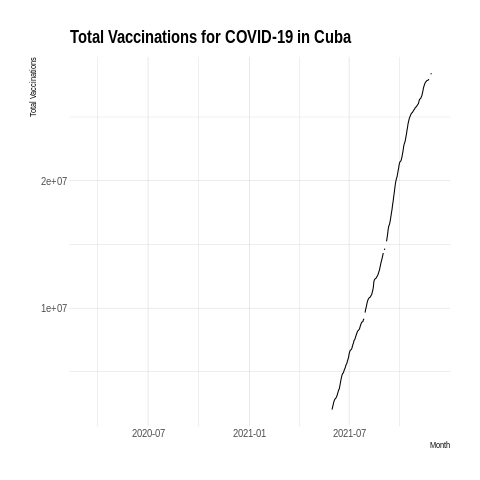 Total Vaccinations for COVID-19 in Cuba
Total Vaccinations
2e+07
1e+07
2020-07 2021-01 2021-07
Month